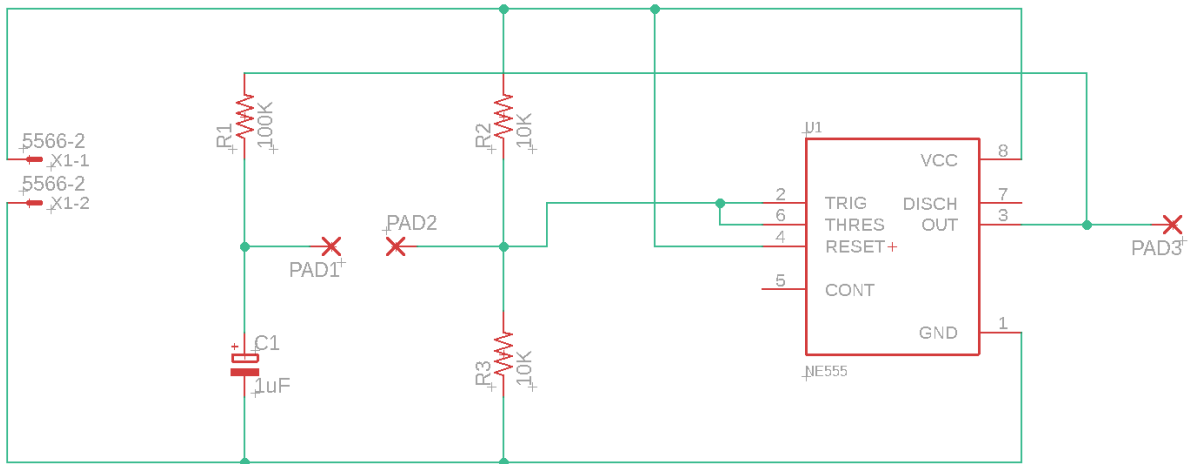 5566-2
X1-1
5566-2
X1-2
R1
100K
PAD1
C1
1uF
PAD2
R2
10K
R3
10K
U1
2
6
4
5
TRIG
THRES
RESET
CONT
VCC
DISCH
OUT
GND
8
7
3
1
NE555
PAD3